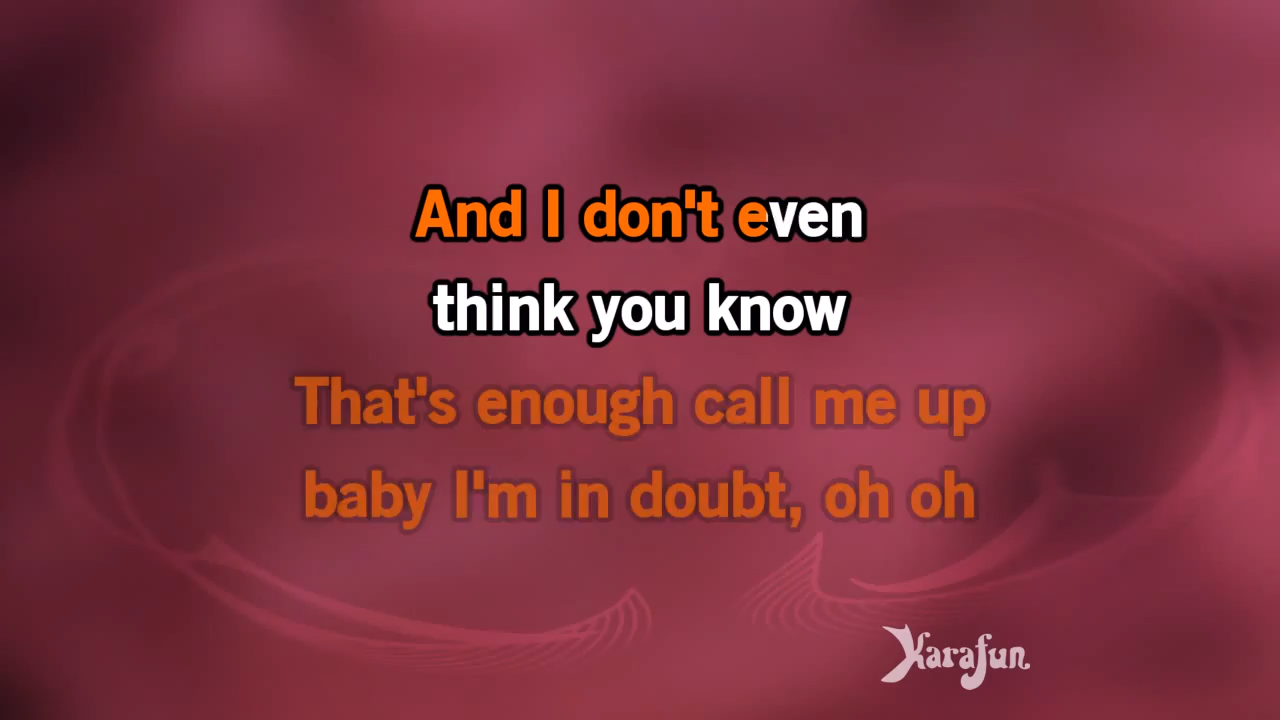 And I don't even
think you know
That's enough call me up
baby I'm in doubt, oh oh
Karafun